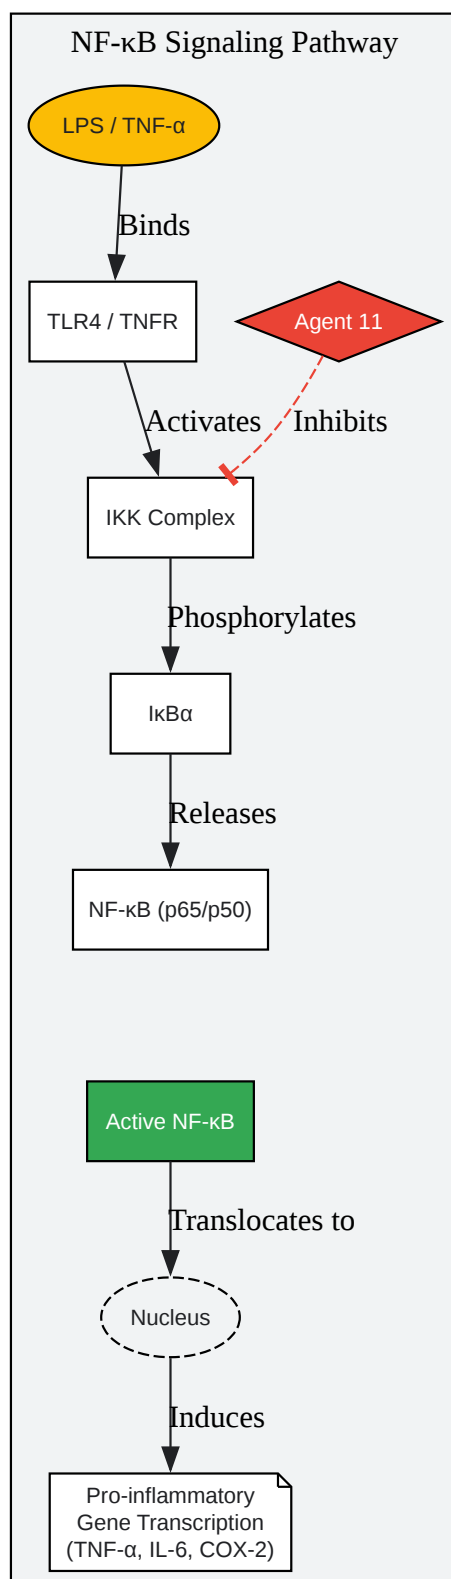 NF-κB Signaling Pathway
LPS / TNF-α
Binds
TLR4 / TNFR
Agent 11
Activates
Inhibits
IKK Complex
Phosphorylates
IκBα
Releases
NF-κB (p65/p50)
Active NF-κB
Translocates to
Nucleus
Induces
Pro-inflammatory
Gene Transcription
(TNF-α, IL-6, COX-2)